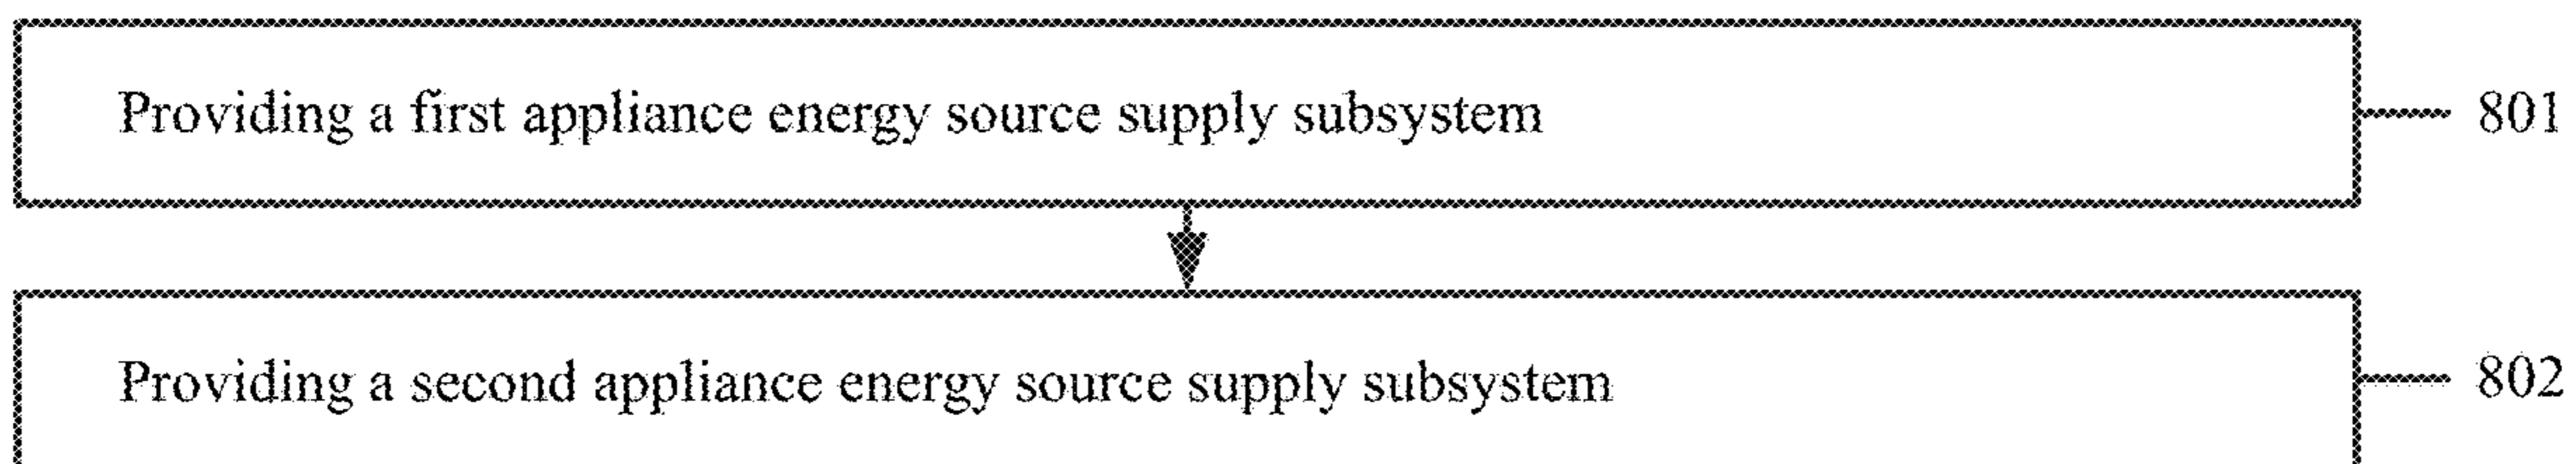 Providing a first appliance energy source supply subsystem 801
Providing a second appliance energy source supply subsystem 802